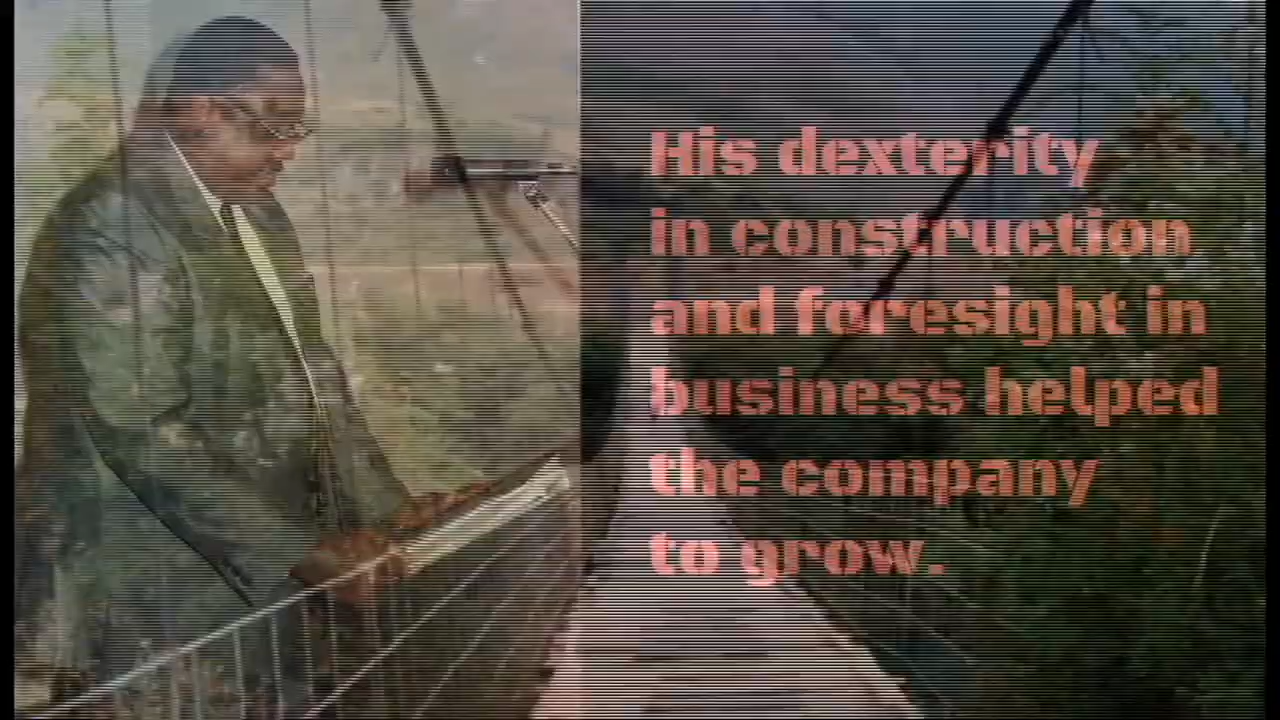 His dexterity
in construction
and foresight in
business helped
the company
to grow.